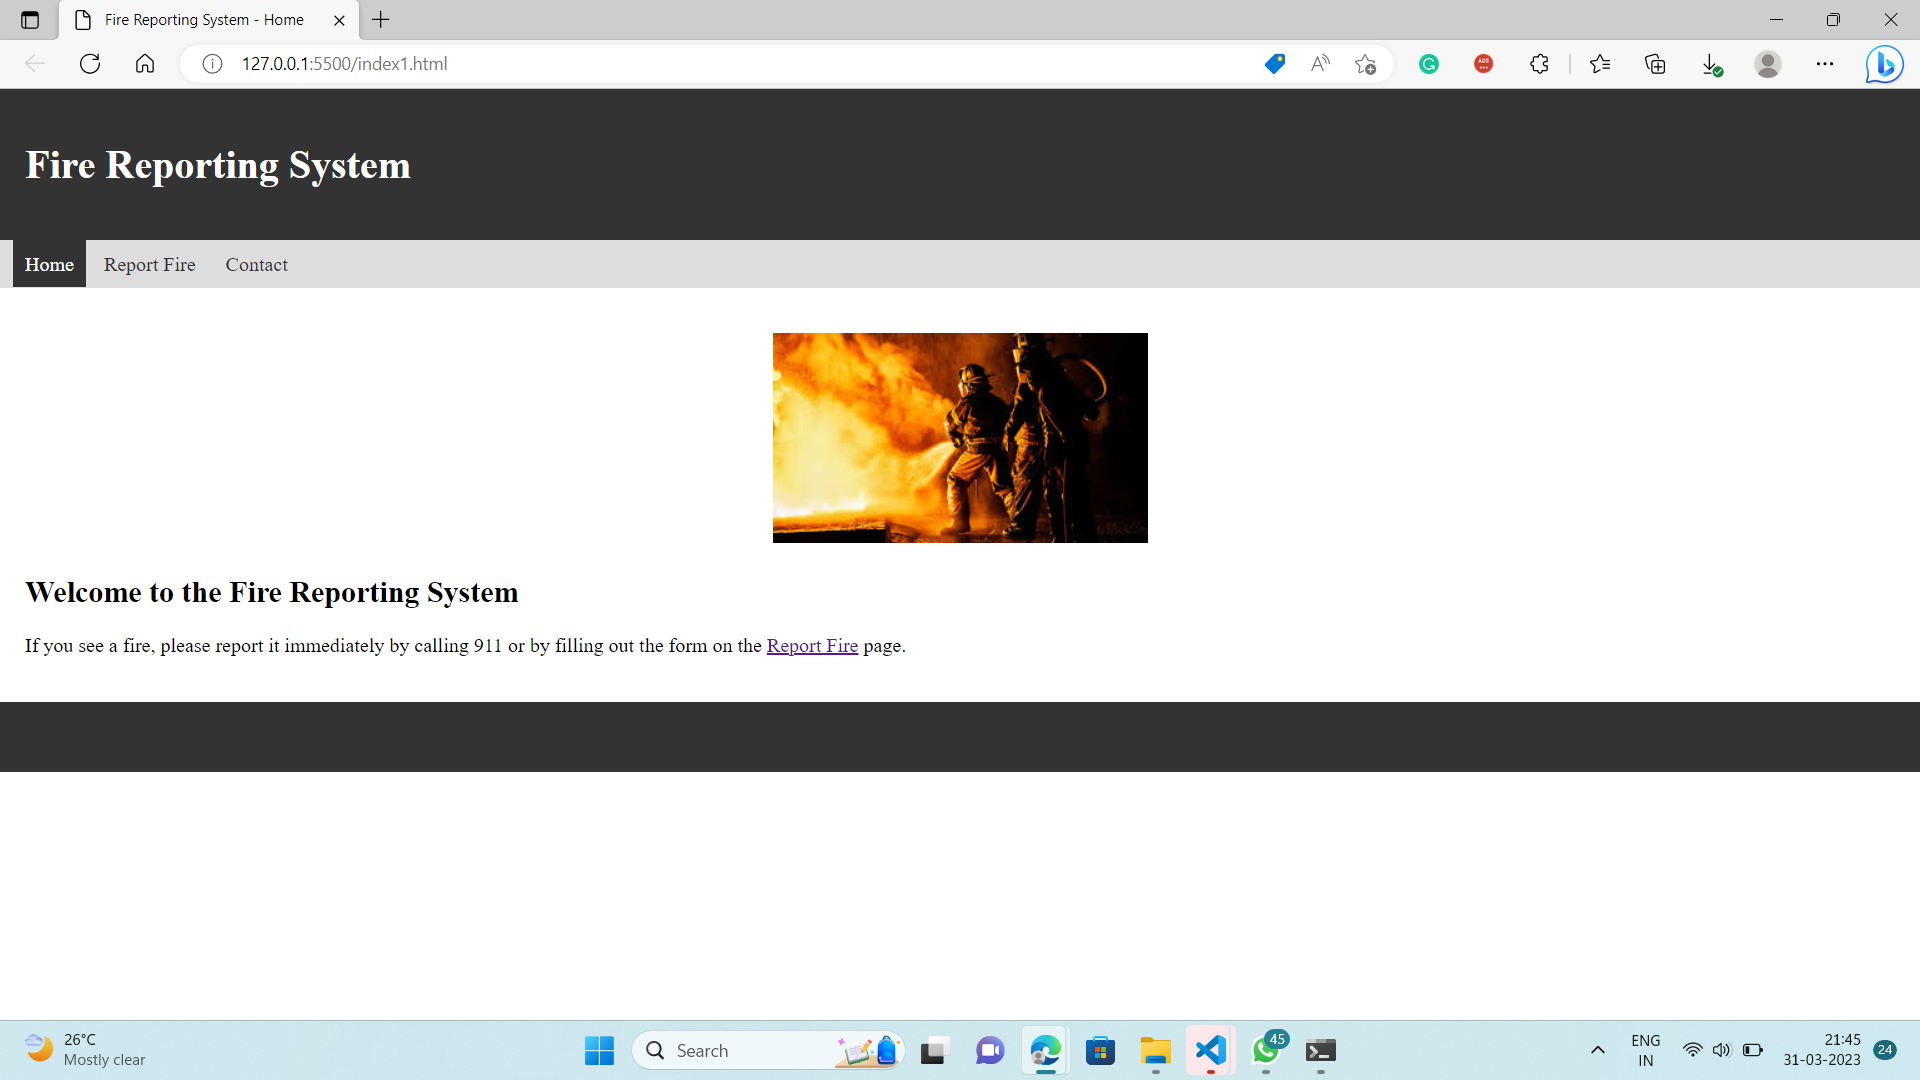 Fire Reporting System - Home
127.0.0.1:5500/index1.html
ADS
Fire Reporting System
Home Report Fire Contact
Welcome to the Fire Reporting System
If you see a fire, please report it immediately by calling 911 or by filling out the form on the Report Fire page.
26°C
Mostly clear
Search
45
ENG
IN
21:45
31-03-2023
24